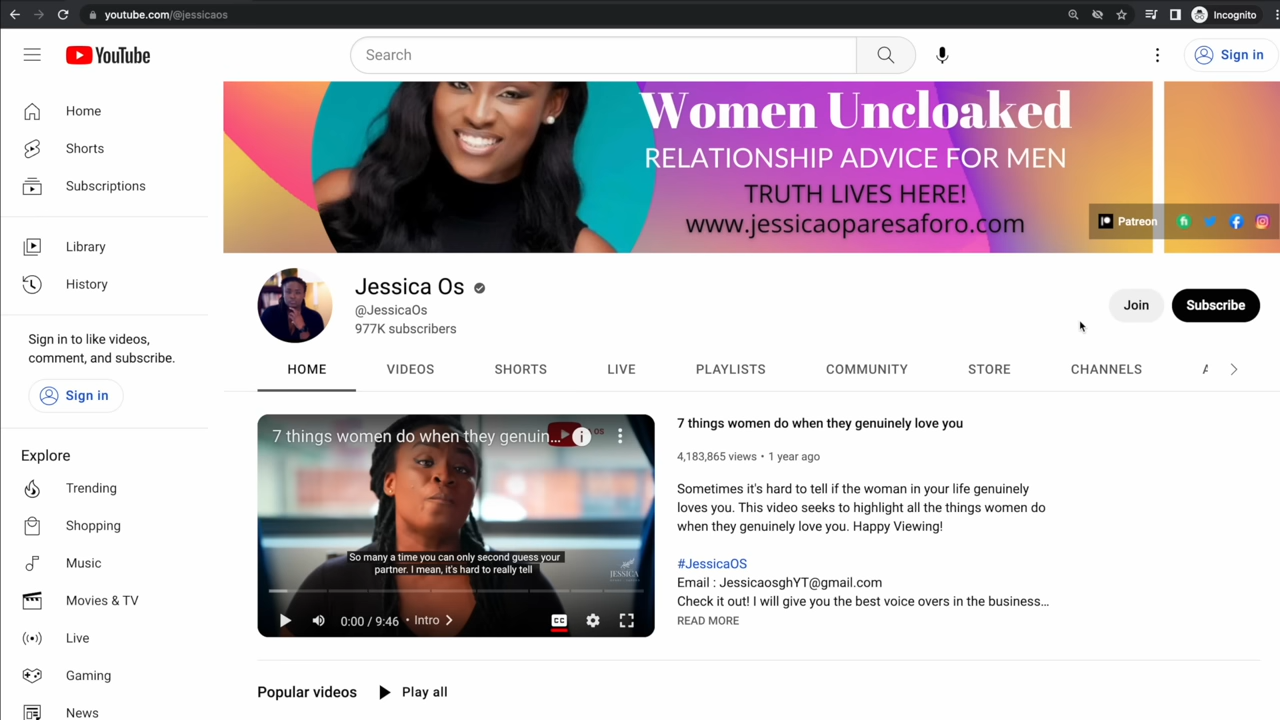 youtube.com/@jessicaos
Incognito
YouTube
Search
Sign in
Home
Shorts
Subscriptions
Library
History
Sign in to like videos,
comment, and subscribe.
Sign in
Explore
Trending
Shopping
Music
Movies & TV
Live
Gaming
News
Women Uncloaked
RELATIONSHIP ADVICE FOR MEN
TRUTH LIVES HERE!
www.jessicaoparesaforo.com
Patreon
Jessica Os
@JessicaOs
977K subscribers
Join
Subscribe
HOME
VIDEOS
SHORTS
LIVE
PLAYLISTS
COMMUNITY
STORE
CHANNELS
7 things women do when they genuin...
So many a time you can only second guess your
partner. I mean, it's hard to really tell
JESSICA
0:00 / 9:46 • Intro
CC
7 things women do when they genuinely love you
4,183,865 views • 1 year ago
Sometimes it's hard to tell if the woman in your life genuinely
loves you. This video seeks to highlight all the things women do
when they genuinely love you. Happy Viewing!
#JessicaOS
Email : JessicaosghYT@gmail.com
Check it out! I will give you the best voice overs in the business...
READ MORE
Popular videos
Play all